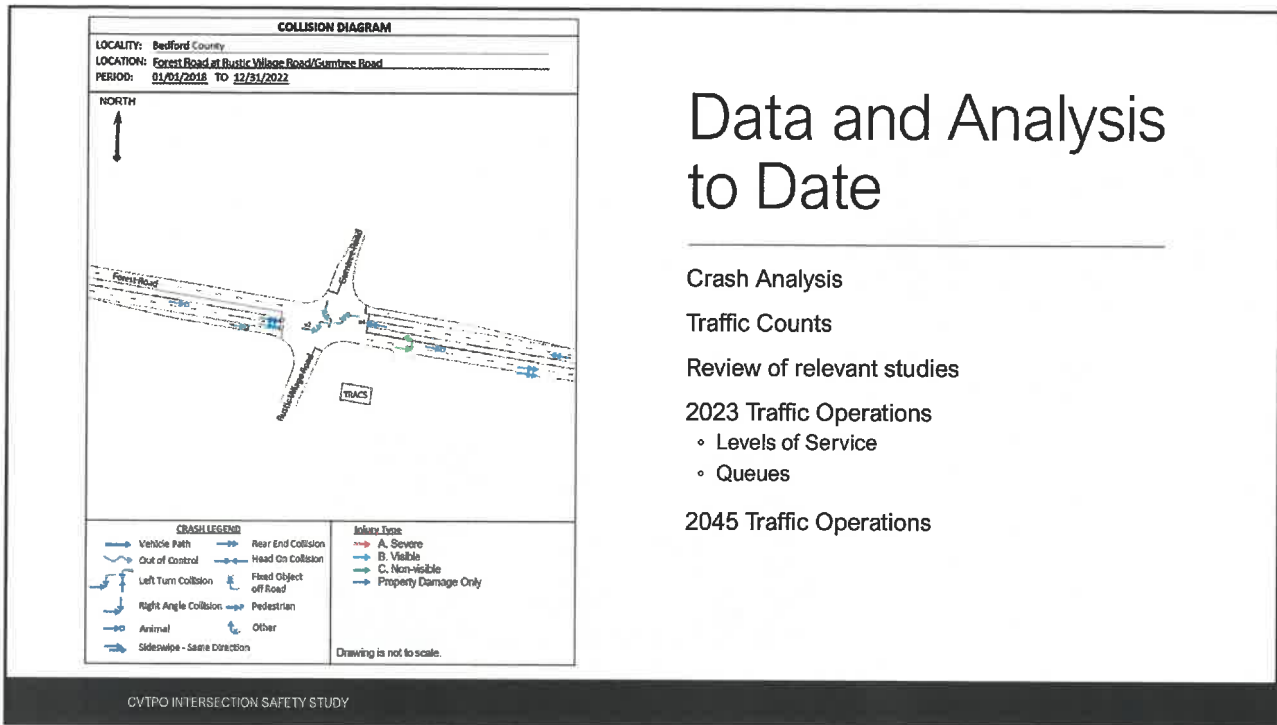 COLLISION DIAGRAM
LOCALITY: Bedford County
LOCATION: Forest Road at Rustic Village Road/Gumtree Road
PERIOD: 01/01/2018 TO 12/31/2022
NORTH
Forest Road
Gumtree Road
Rustic Village Road
TRACS
CRASH LEGEND
Vehicle Path
Rear End Collision
Out of Control
Head On Collision
Left Turn Collision
Fixed Object
off Road
Right Angle Collision
Pedestrian
Animal
Other
Sideswipe - Same Direction
Injury Type
A. Severe
B. Visible
C. Non-visible
Property Damage Only
Drawing is not to scale.
Data and Analysis
to Date
Crash Analysis
Traffic Counts
Review of relevant studies
2023 Traffic Operations
◦ Levels of Service
◦ Queues
2045 Traffic Operations
CVTPO INTERSECTION SAFETY STUDY